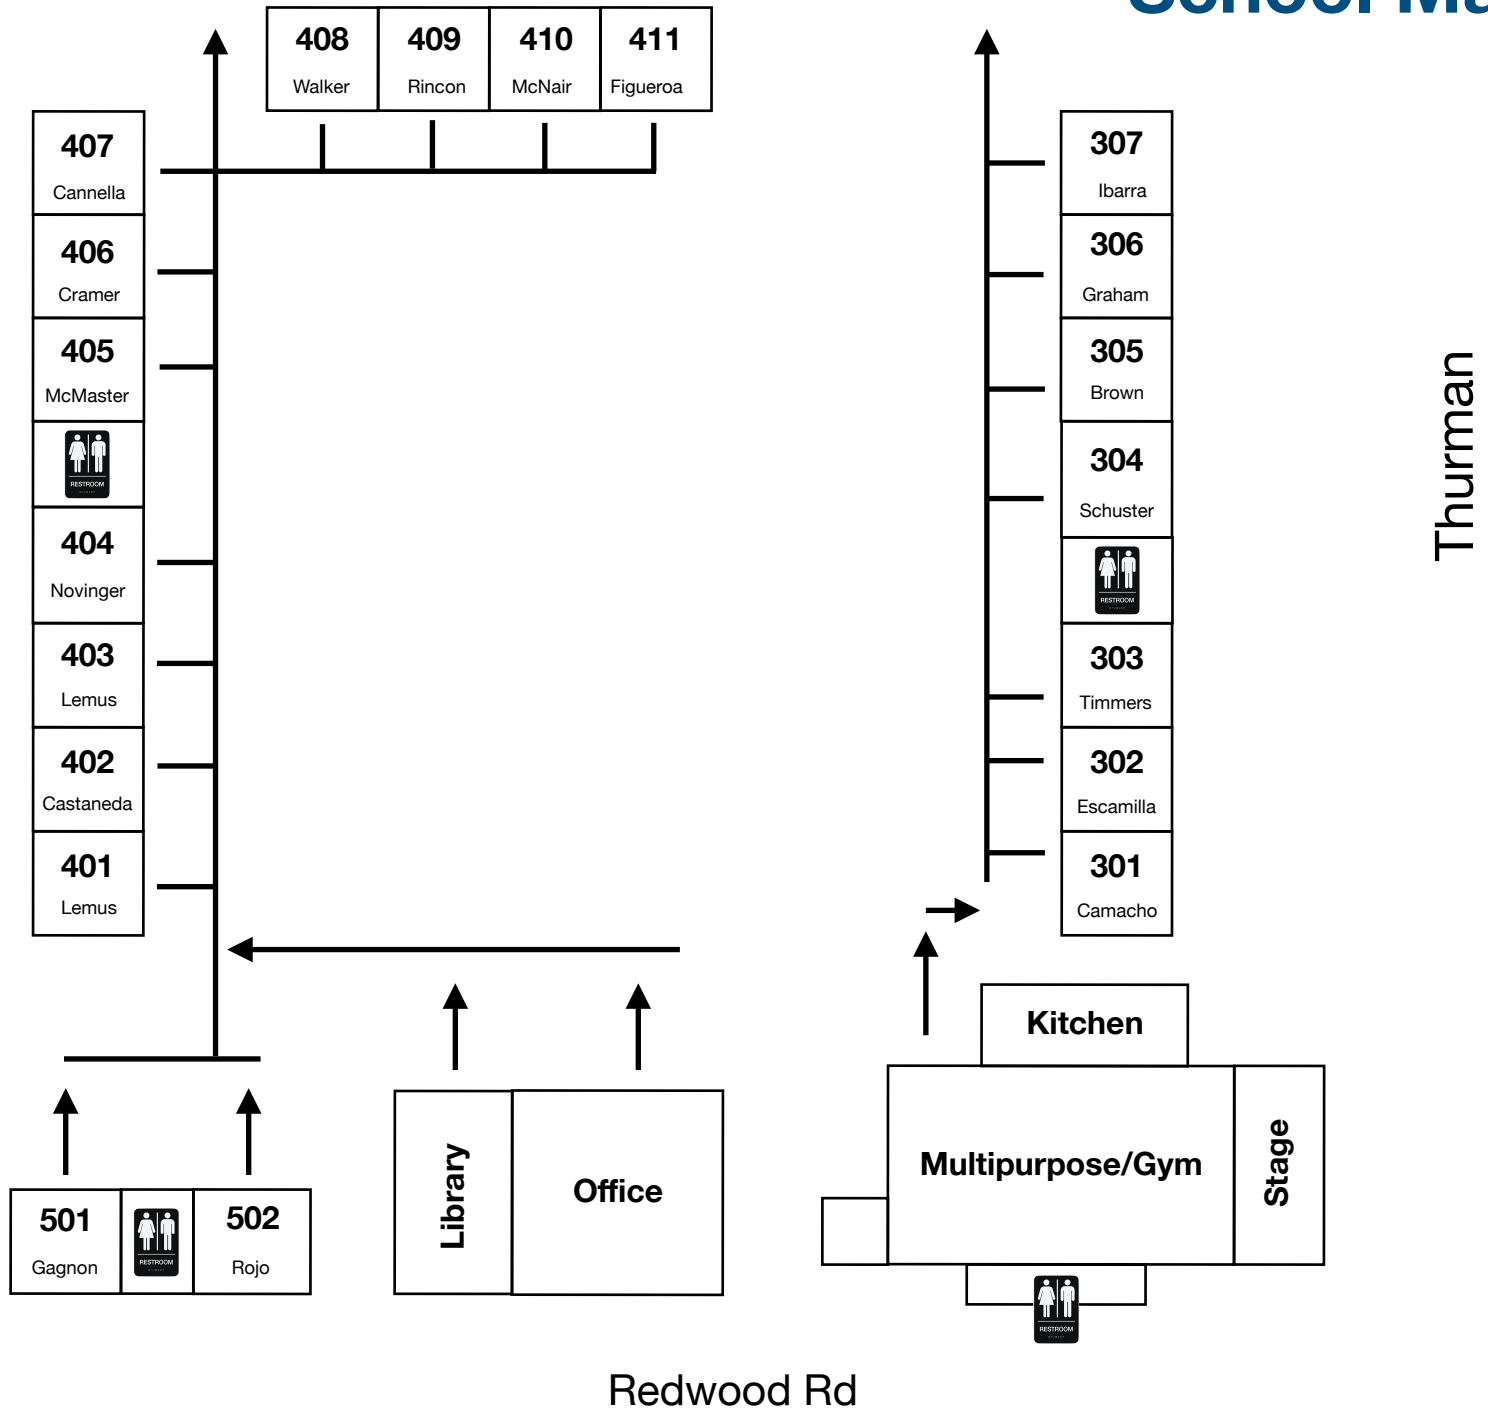 School Ma
408
Walker
409
Rincon
410
McNair
411
Figueroa
407
Cannella
406
Cramer
405
McMaster
RESTROOM
404
Novinger
403
Lemus
402
Castaneda
401
Lemus
307
Ibarra
306
Graham
305
Brown
304
Schuster
RESTROOM
303
Timmers
302
Escamilla
301
Camacho
Thurman
Kitchen
Multipurpose/Gym
Stage
RESTROOM
Library
Office
501
Gagnon
RESTROOM
502
Rojo
Redwood Rd